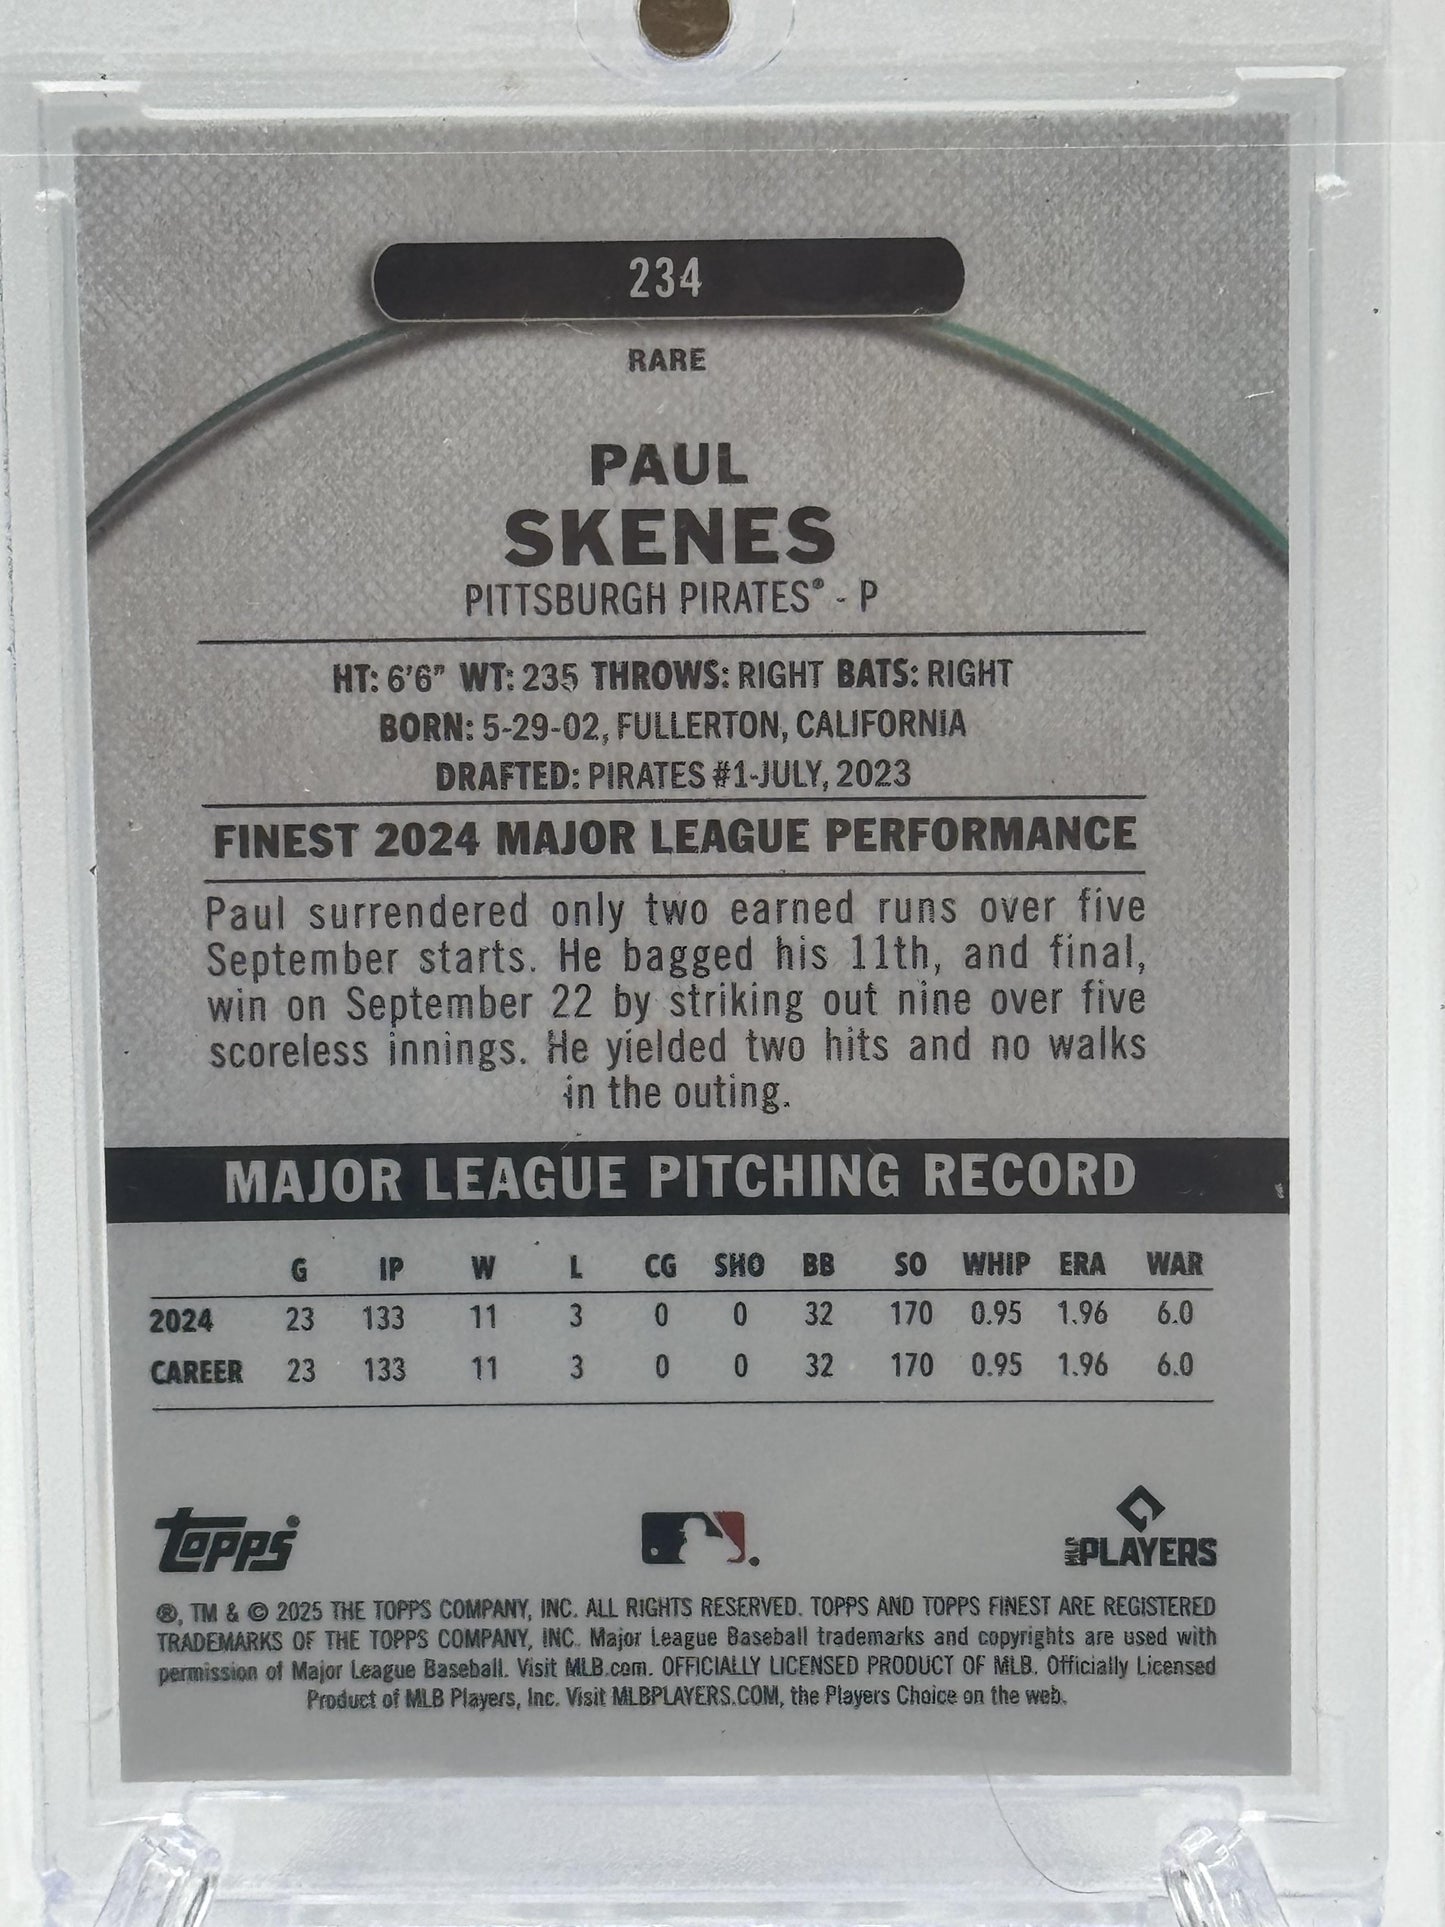 234
RARE
PAUL
SKENES
PITTSBURGH PIRATES® - P
HT: 6'6" WT: 235 THROWS: RIGHT BATS: RIGHT
BORN: 5-29-02, FULLERTON, CALIFORNIA
DRAFTED: PIRATES #1-JULY, 2023
FINEST 2024 MAJOR LEAGUE PERFORMANCE
Paul surrendered only two earned runs over five
September starts. He bagged his 11th, and final,
win on September 22 by striking out nine over five
scoreless innings. He yielded two hits and no walks
in the outing.
MAJOR LEAGUE PITCHING RECORD
G IP W L CG SHO BB SO WHIP ERA WAR
2024 23 133 11 3 0 0 32 170 0.95 1.96 6.0
CAREER 23 133 11 3 0 0 32 170 0.95 1.96 6.0
topps
MLB PLAYERS
®, TM & © 2025 THE TOPPS COMPANY, INC. ALL RIGHTS RESERVED. TOPPS AND TOPPS FINEST ARE REGISTERED
TRADEMARKS OF THE TOPPS COMPANY, INC. Major League Baseball trademarks and copyrights are used with
permission of Major League Baseball. Visit MLB.com. OFFICIALLY LICENSED PRODUCT OF MLB. Officially Licensed
Product of MLB Players, Inc. Visit MLBPLAYERS.COM, the Players Choice on the web.